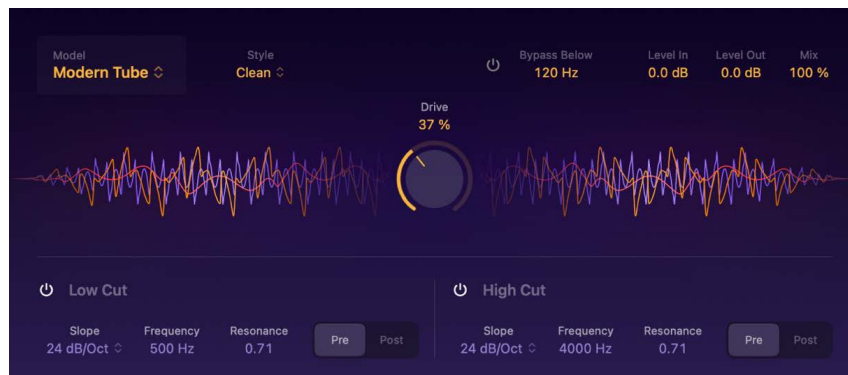 Model Style Bypass Below Level In Level Out Mix
Modern Tube Clean 120 Hz 0.0 dB 0.0 dB 100 %
Drive
37 %
Low Cut High Cut
Slope Frequency Resonance Pre Post Slope Frequency Resonance Pre Post
24 dB/Oct 500 Hz 0.71 24 dB/Oct 4000 Hz 0.71